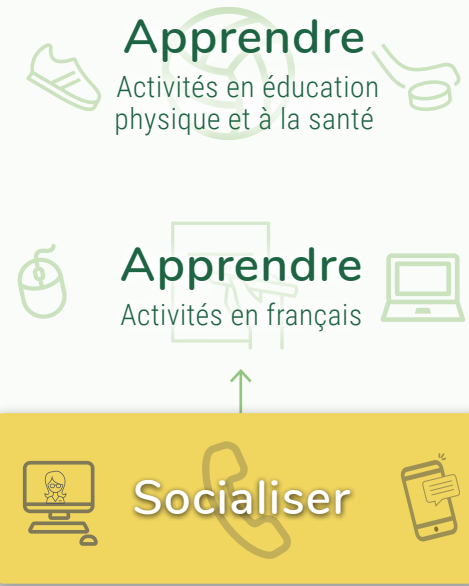 Apprendre
Activités en éducation
physique et à la santé
Apprendre
Activités en français
Socialiser